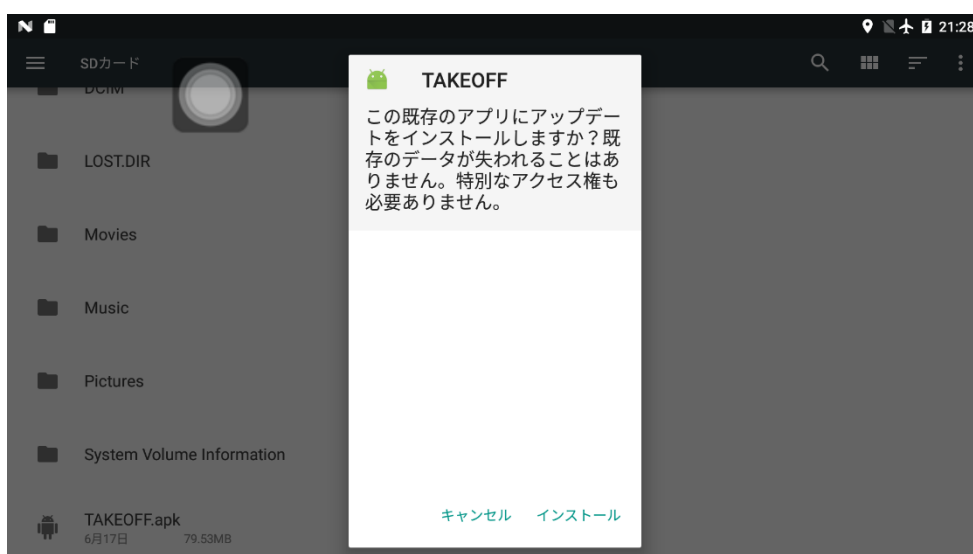 21:28
SDカード
DCIM
LOST.DIR
Movies
Music
Pictures
System Volume Information
TAKEOFF.apk
6月17日 79.53MB
TAKEOFF
この既存のアプリにアップデー
トをインストールしますか？既
存のデータが失われることはあ
りません。特別なアクセス権も
必要ありません。
キャンセル インストール